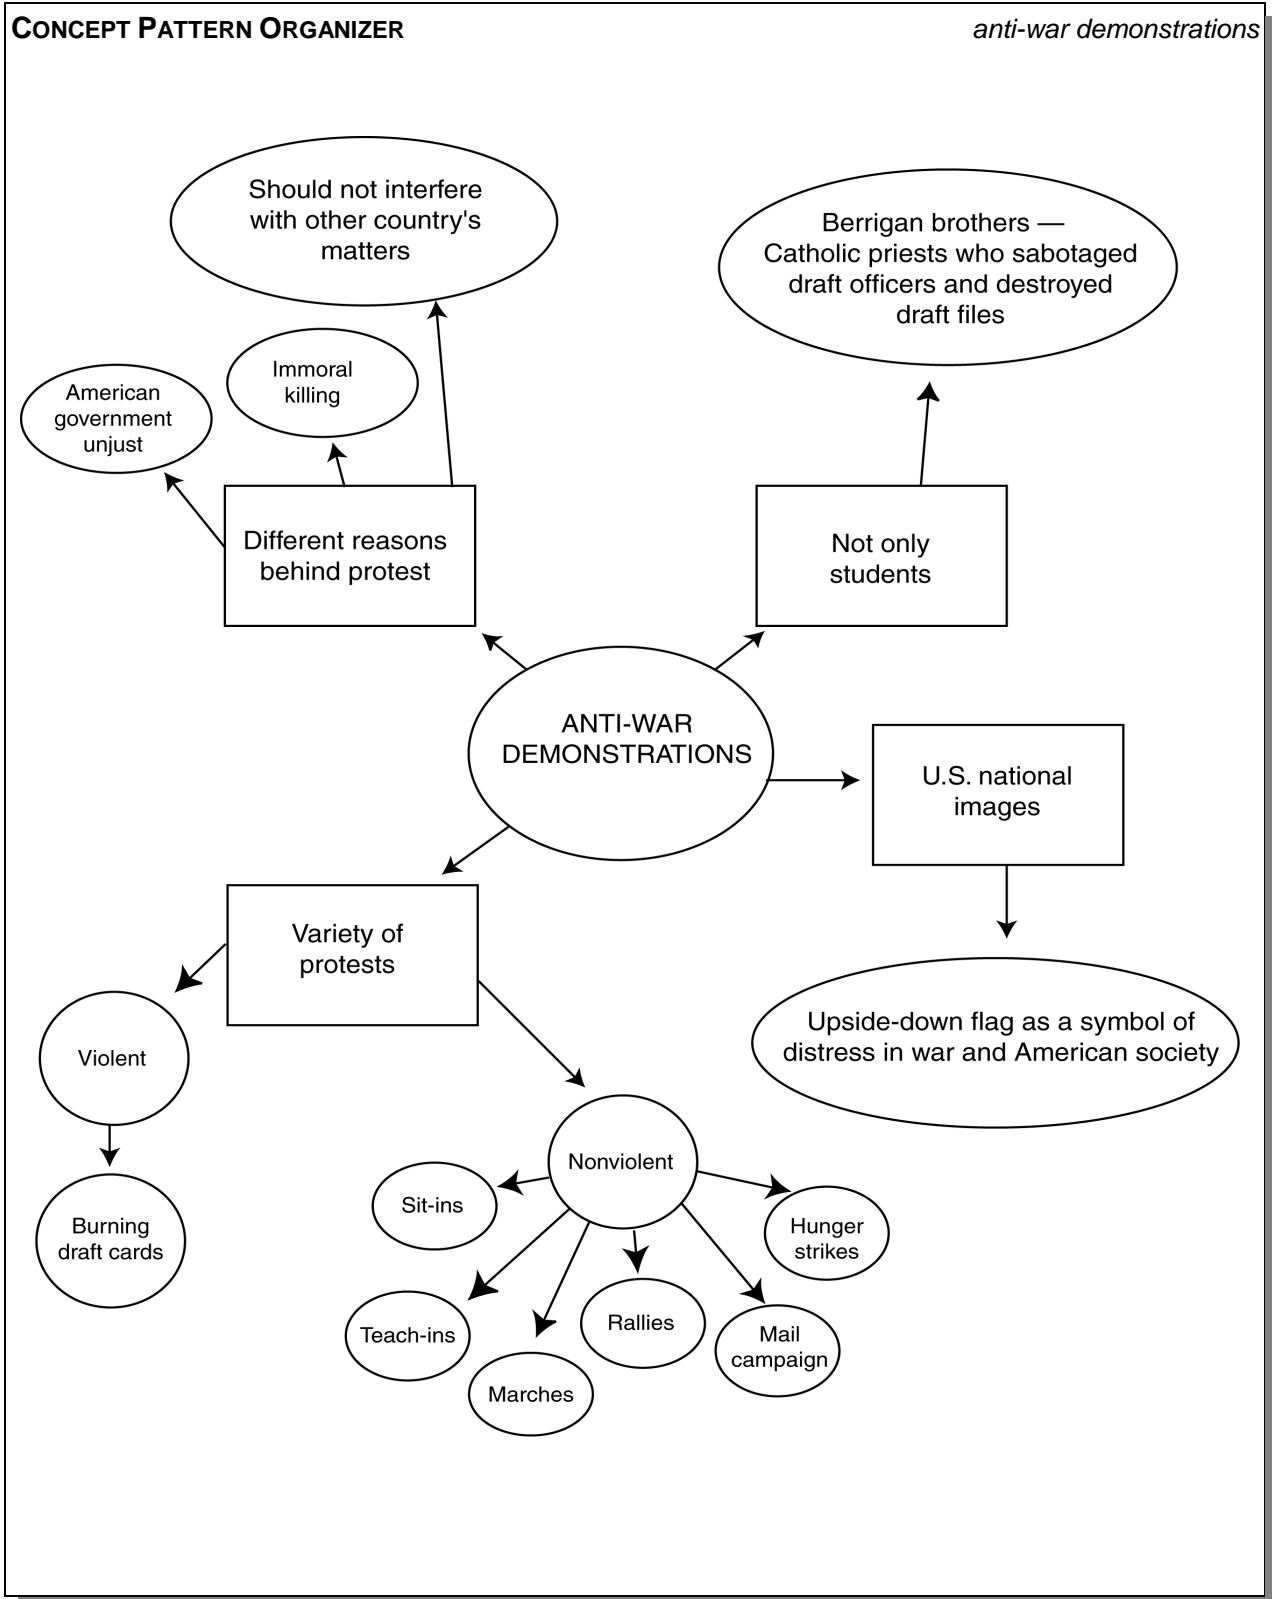 CONCEPT PATTERN ORGANIZER
anti-war demonstrations
Should not interfere
with other country's
matters
Berrigan brothers —
Catholic priests who sabotaged
draft officers and destroyed
draft files
Immoral
killing
American
government
unjust
Different reasons
behind protest
Not only
students
ANTI-WAR
DEMONSTRATIONS
U.S. national
images
Variety of
protests
Upside-down flag as a symbol of
distress in war and American society
Violent
Nonviolent
Burning
draft cards
Sit-ins
Hunger
strikes
Teach-ins
Marches
Rallies
Mail
campaign